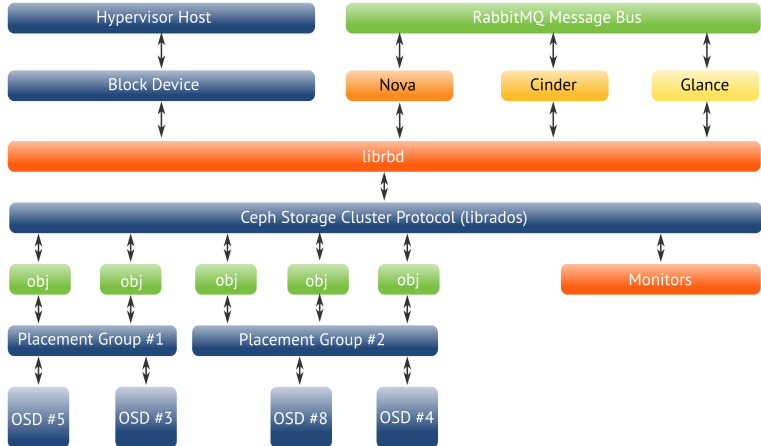 Hypervisor Host
RabbitMQ Message Bus
Block Device
Nova
Cinder
Glance
librbd
Ceph Storage Cluster Protocol (librados)
obj
obj
obj
obj
obj
Monitors
Placement Group #1
Placement Group #2
OSD #5
OSD #3
OSD #8
OSD #4